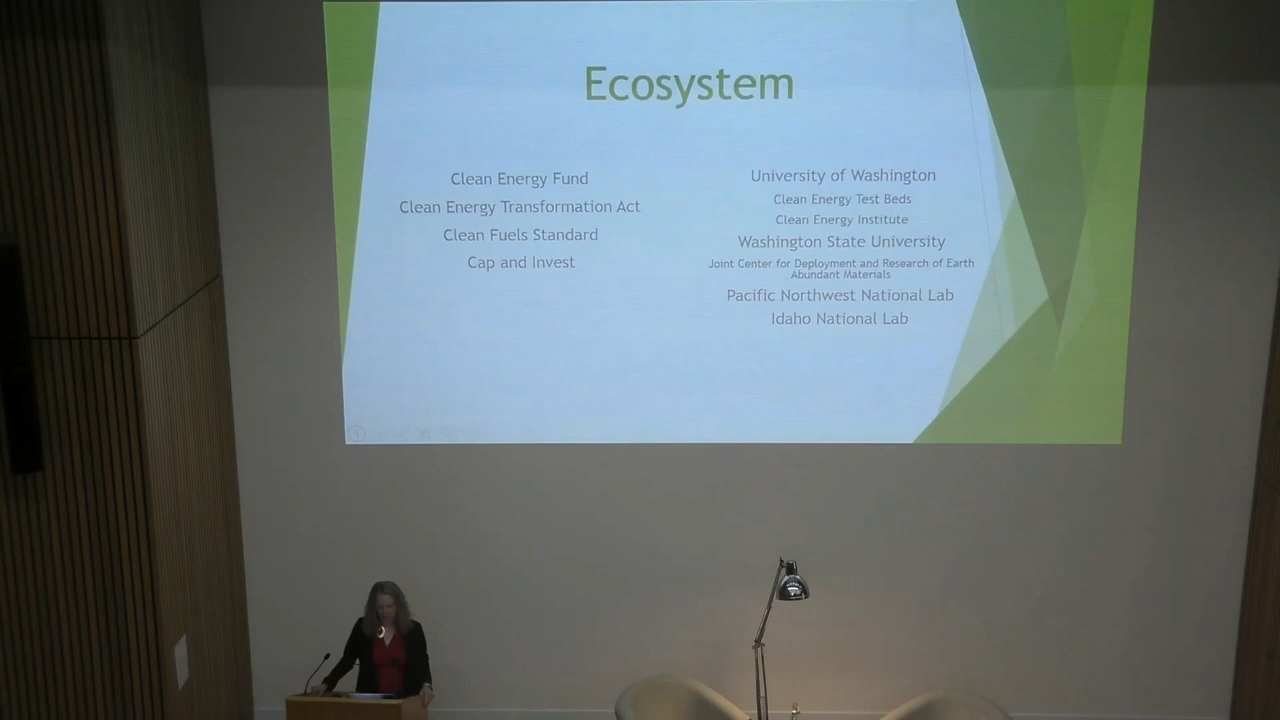 Ecosystem
Clean Energy Fund
Clean Energy Transformation Act
Clean Fuels Standard
Cap and Invest
University of Washington
Clean Energy Test Beds
Clean Energy Institute
Washington State University
Joint Center for Deployment and Research of Earth
Abundant Materials
Pacific Northwest National Lab
Idaho National Lab